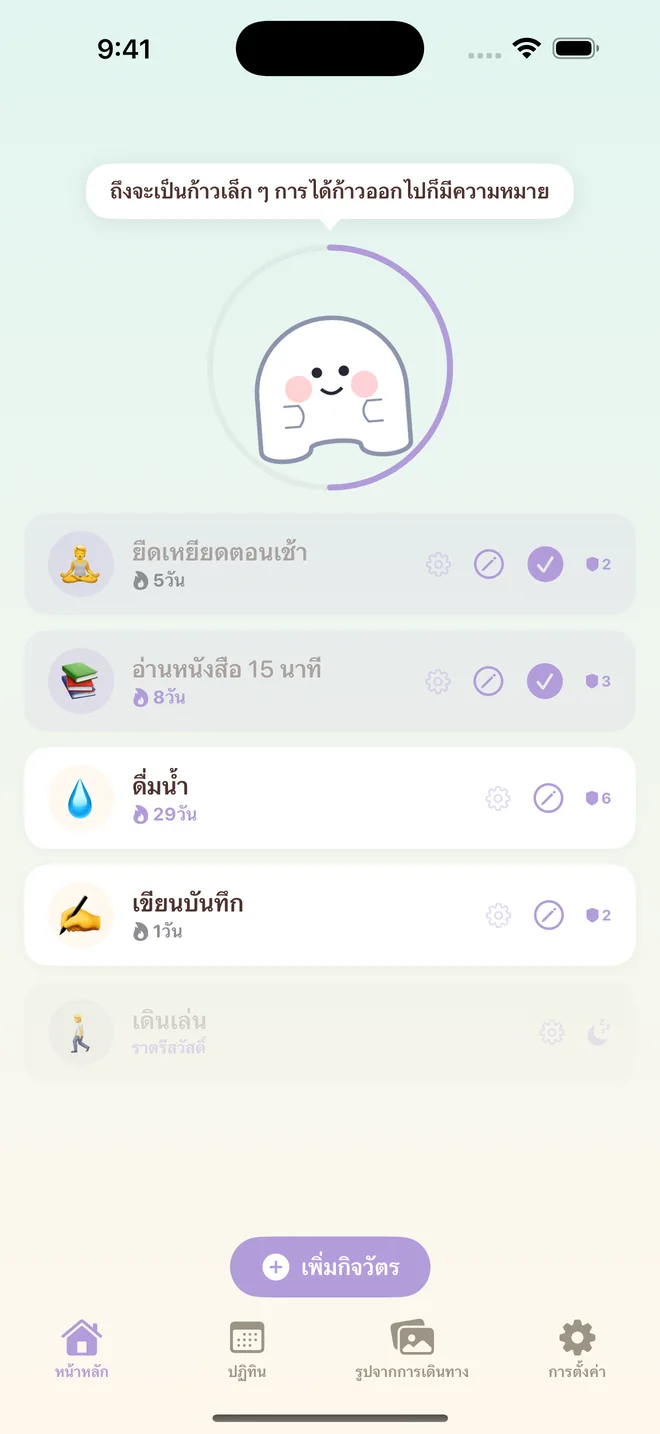 9:41
ถึงจะเป็นก้าวเล็ก ๆ การได้ก้าวออกไปก็มีความหมาย
ยืดเหยียดตอนเช้า
5วัน
2
อ่านหนังสือ 15 นาที
8วัน
3
ดื่มน้ำ
29วัน
6
เขียนบันทึก
1วัน
2
เดินเล่น
ราตรีสวัสดิ์
เพิ่มกิจวัตร
หน้าหลัก
ปฏิทิน
รูปจากการเดินทาง
การตั้งค่า